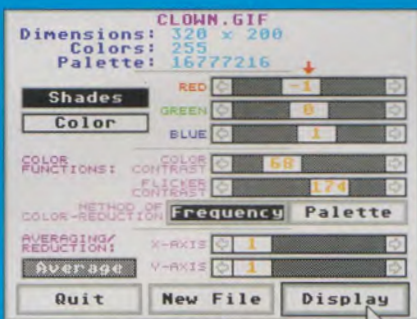 CLOWN.GIF
Dimensions: 320 x 200
Colors: 255
Palette: 16777216
Shades
Color
RED -1
GREEN 0
BLUE 1
COLOR FUNCTIONS:
COLOR CONTRAST 68
FLICKER CONTRAST 174
METHOD OF COLOR-REDUCTION
Frequency Palette
AVERAGING/REDUCTION:
X-AXIS 1
Average
Y-AXIS 1
Quit New File Display